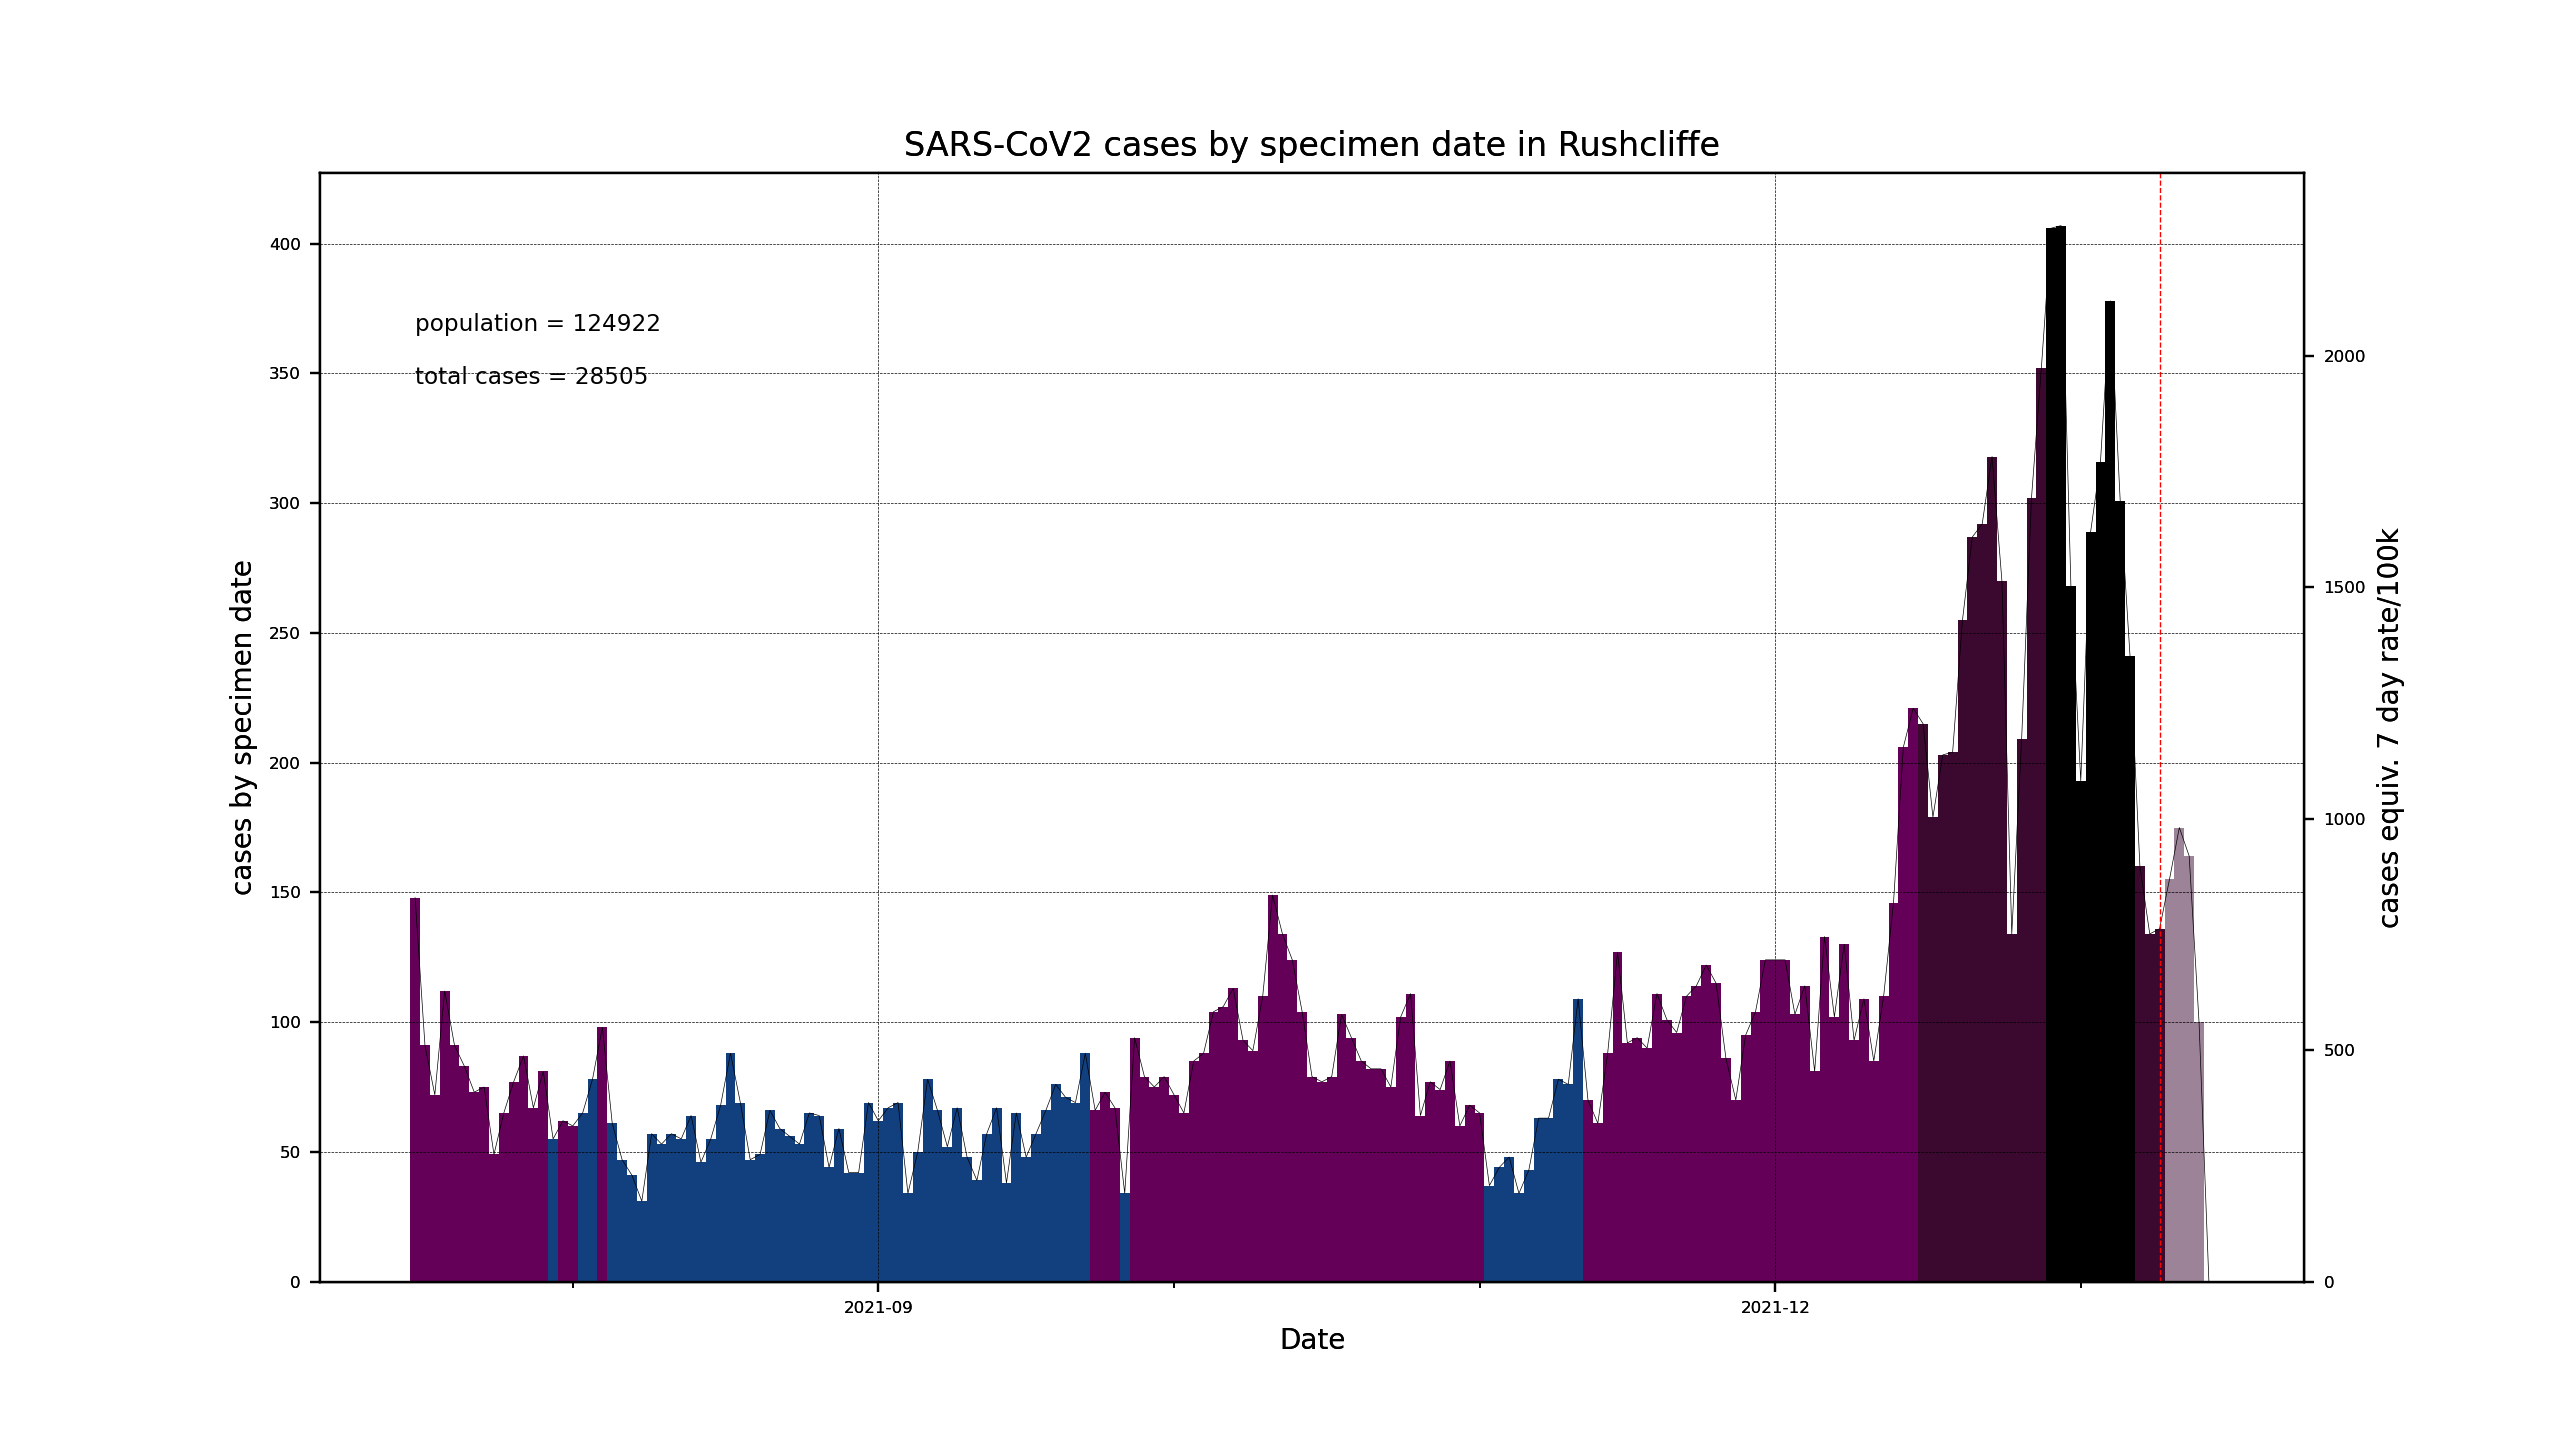 SARS-CoV2 cases by specimen date in Rushcliffe
population = 124922
total cases = 28505
cases by specimen date
400
350
300
250
200
150
100
50
0
2000
1500
1000
500
0
cases equiv. 7 day rate/100k
2021-09
2021-12
Date